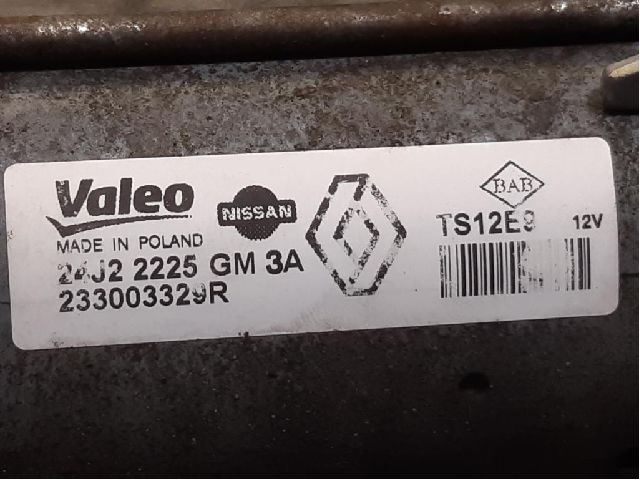 Valeo
NISSAN
MADE IN POLAND
24J2 2225 GM 3A
233003329R
BAB
TS12E9 12V